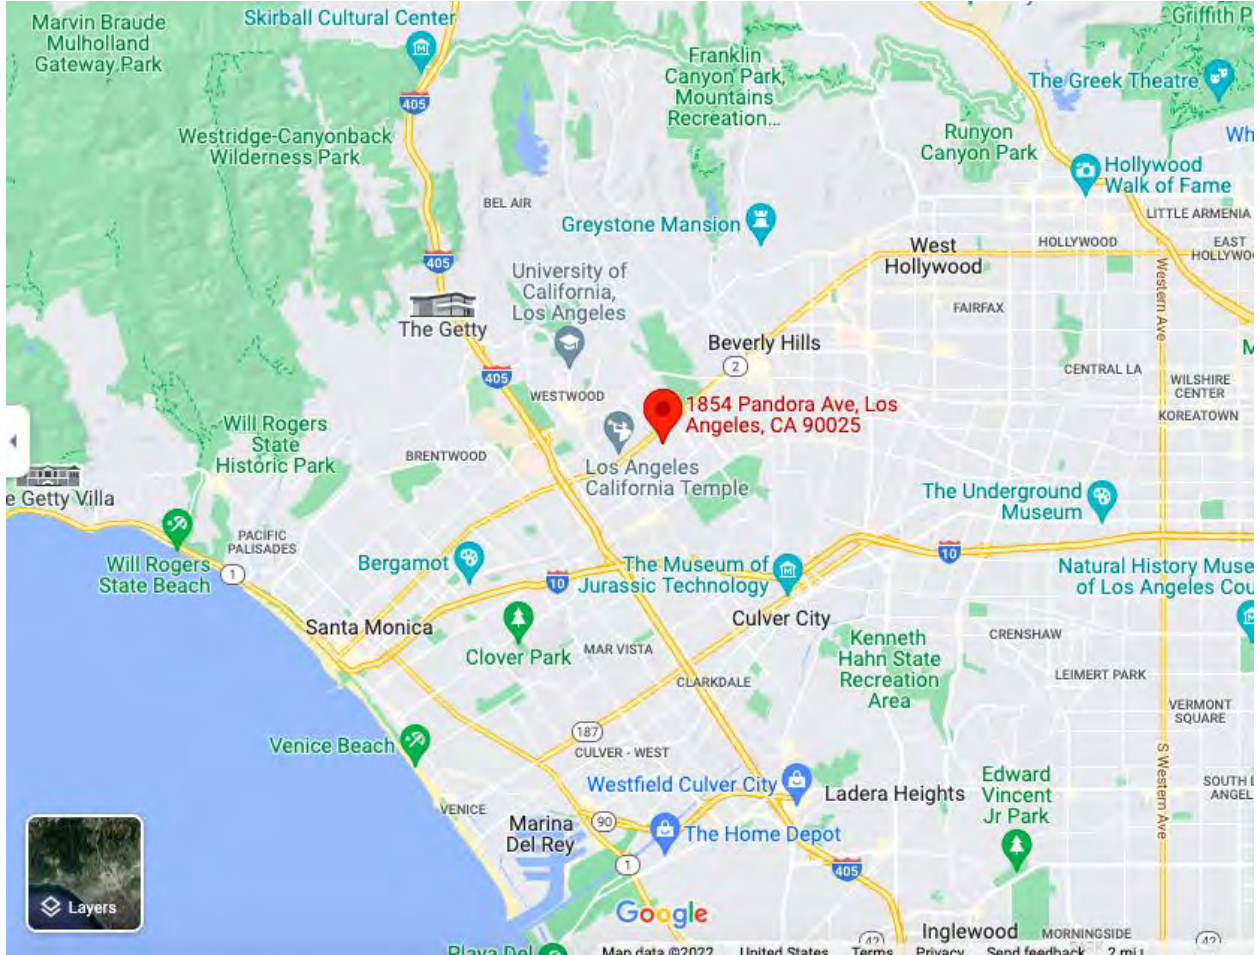 Marvin Braude
Mulholland
Gateway Park
Skirball Cultural Center
Griffith P
Franklin
Canyon Park,
Mountains
Recreation...
The Greek Theatre
405
Westridge-Canyonback
Wilderness Park
Runyon
Canyon Park
Wh
Hollywood
Walk of Fame
BEL AIR
LITTLE ARMENIA
Greystone Mansion
West
Hollywood
HOLLYWOOD
EAST
HOLLYWOO
405
University of
California,
Los Angeles
Western Ave
FAIRFAX
The Getty
Beverly Hills
M
2
CENTRAL LA
405
WILSHIRE
CENTER
WESTWOOD
1854 Pandora Ave, Los
Angeles, CA 90025
KOREATOWN
Will Rogers
State
Historic Park
BRENTWOOD
Los Angeles
California Temple
e Getty Villa
The Underground
Museum
PACIFIC
PALISADES
Will Rogers
State Beach
1
Bergamot
10
The Museum of
Jurassic Technology
10
Natural History Muse
of Los Angeles Cou
Santa Monica
Culver City
Clover Park
MAR VISTA
Kenneth
Hahn State
Recreation
Area
CRENSHAW
LEIMERT PARK
CLARKDALE
VERMONT
SQUARE
187
Venice Beach
CULVER - WEST
S Western Ave
Westfield Culver City
Ladera Heights
Edward
Vincent
Jr Park
SOUTH L
ANGEL
VENICE
Marina
Del Rey
90
The Home Depot
1
405
Layers
Google
Inglewood
MORNINGSIDE
42
42
Playa Del
Map data ©2022
United States
Terms
Privacy
Send feedback
2 mi